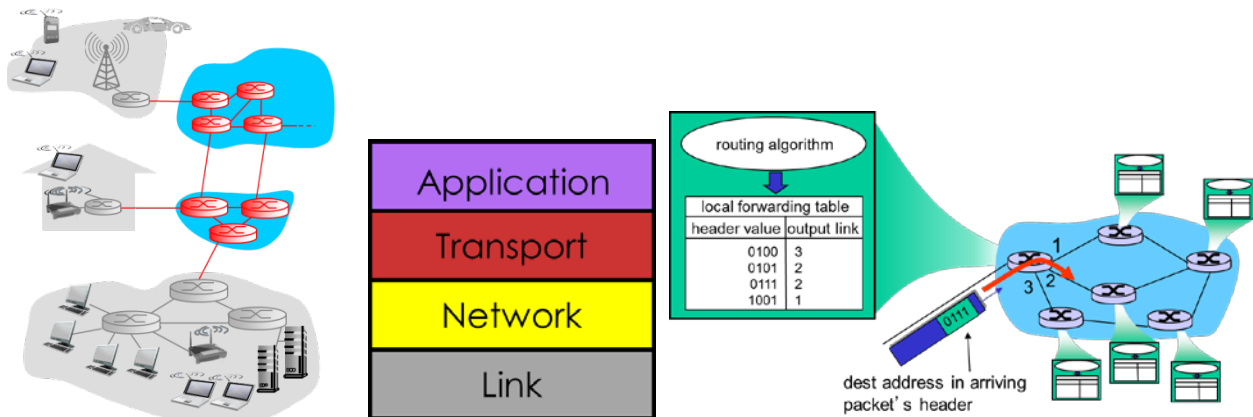 Application
Transport
Network
Link
routing algorithm
local forwarding table
header value output link
0100 3
0101 2
0111 2
1001 1
1
3 2
0111
dest address in arriving
packet's header